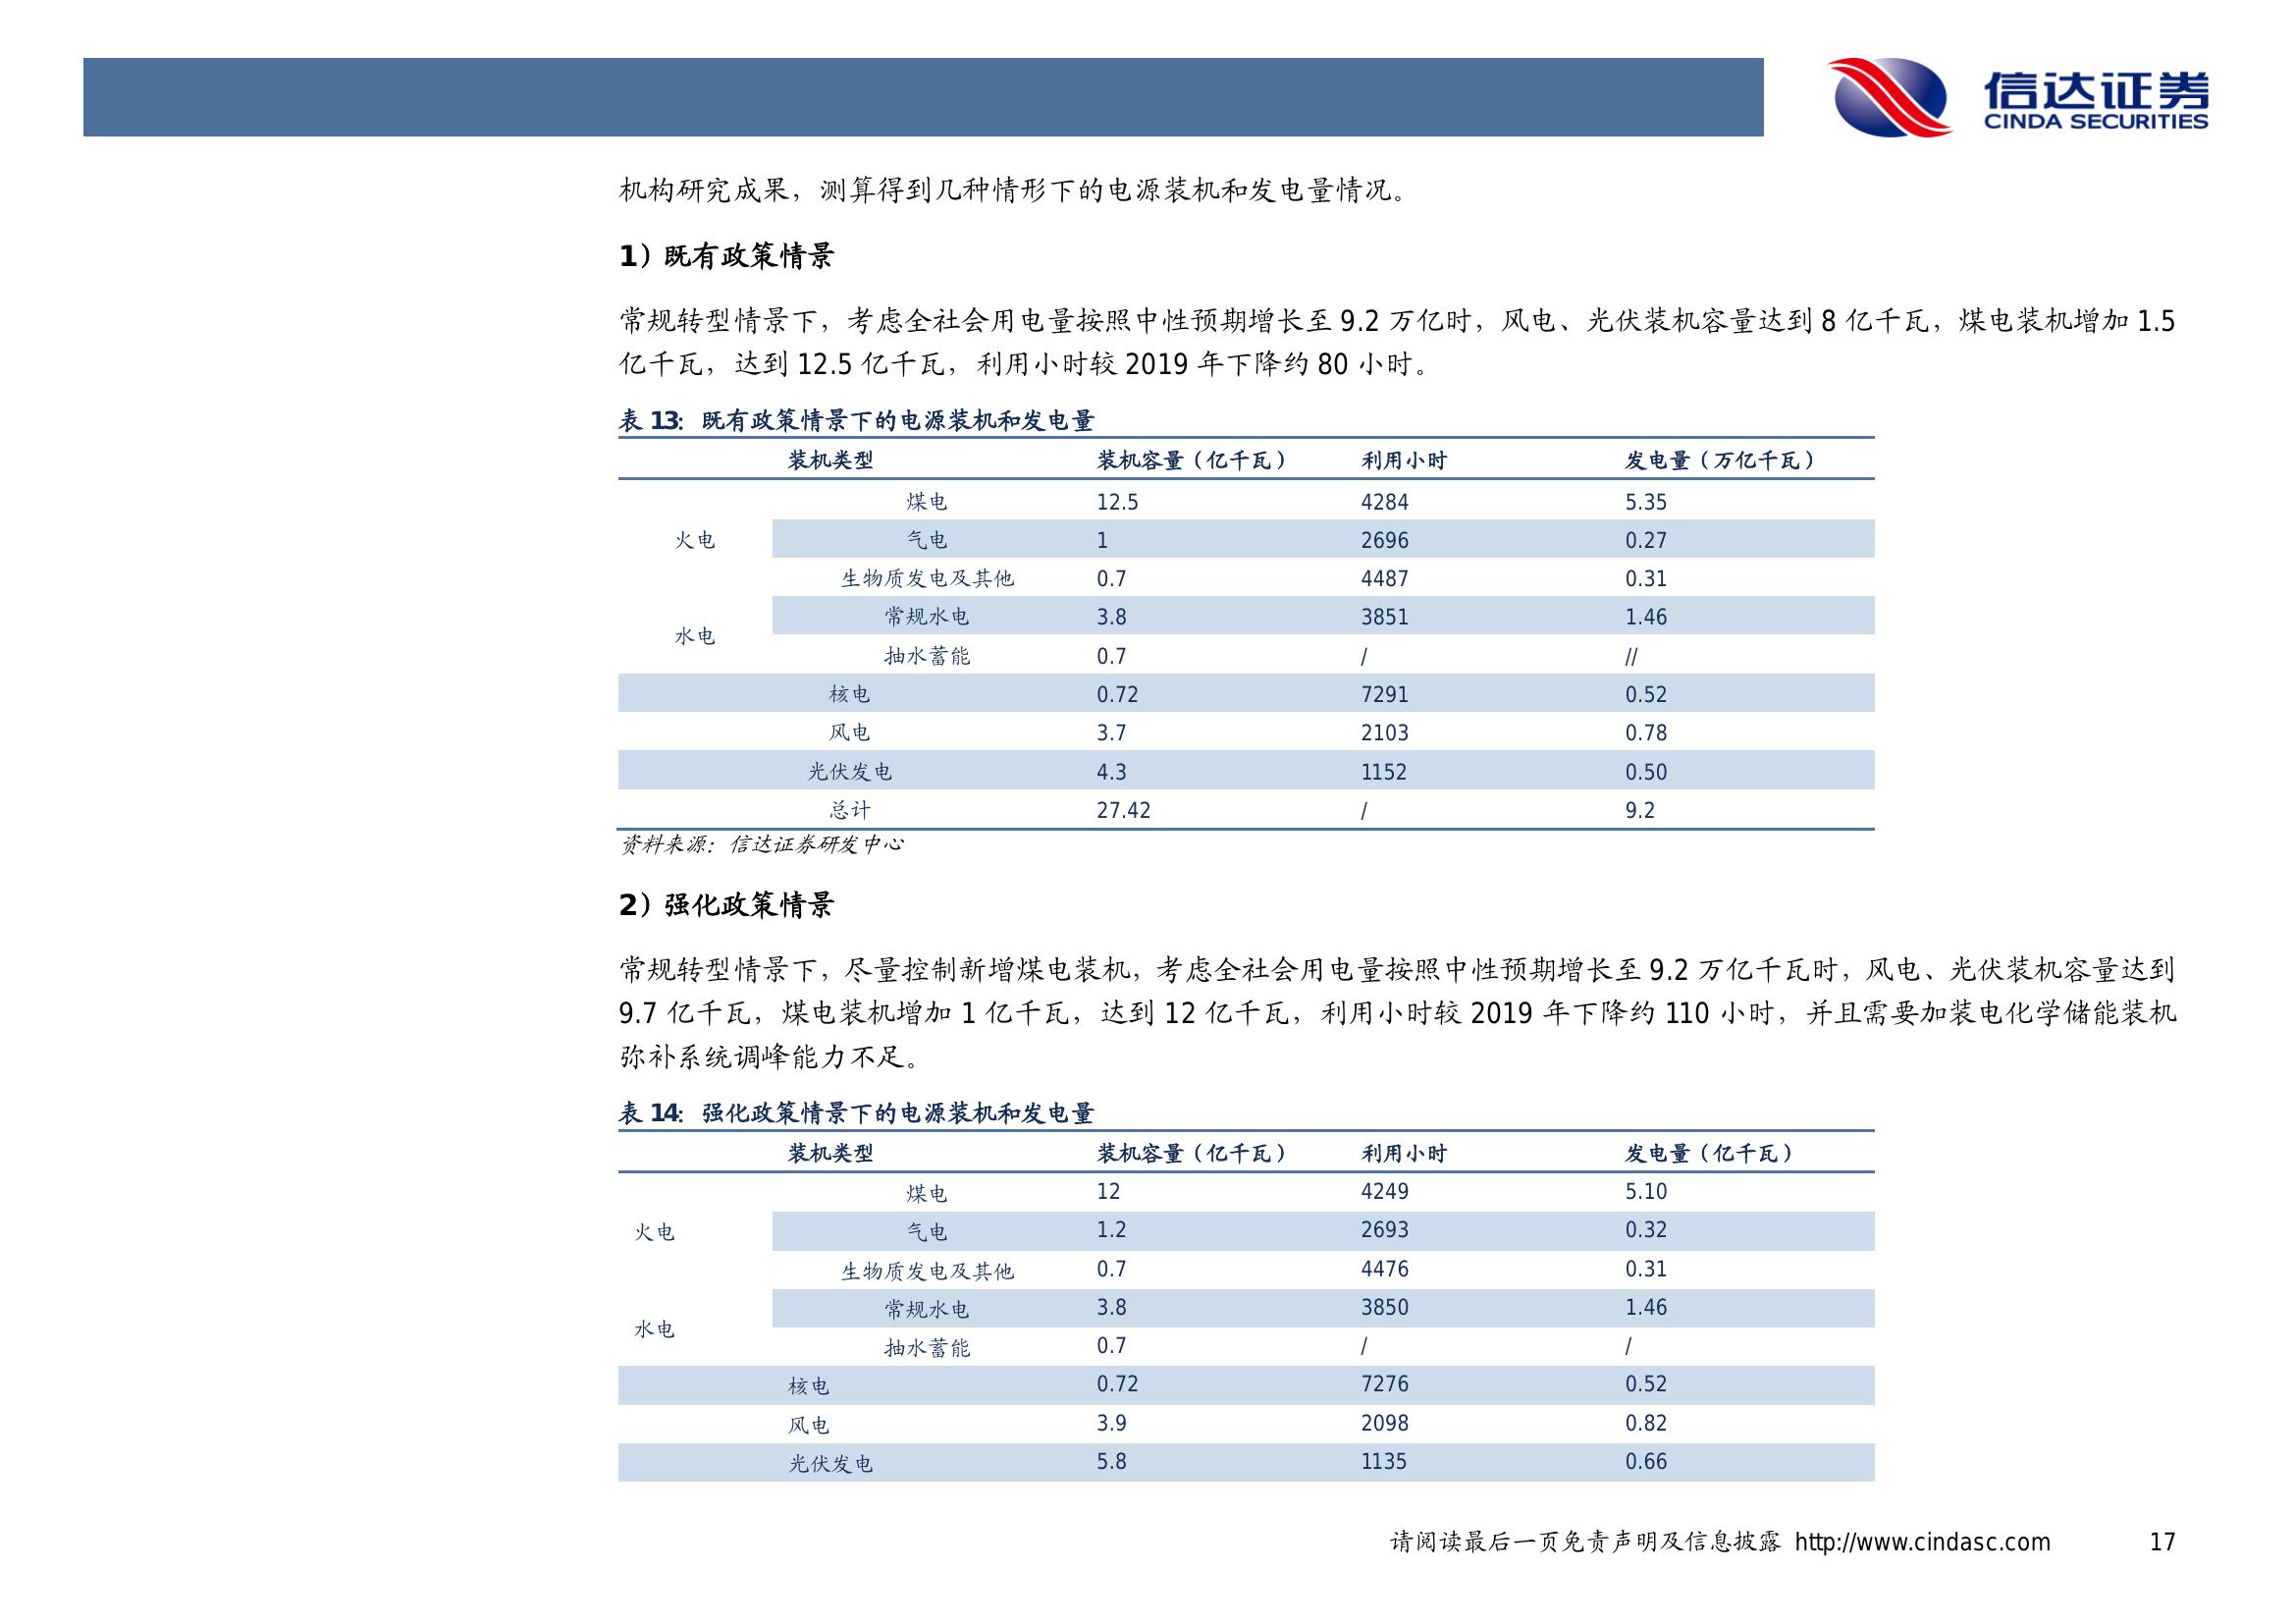 信达证券
CINDA SECURITIES
机构研究成果，测算得到几种情形下的电源装机和发电量情况。
1）既有政策情景
常规转型情景下，考虑全社会用电量按照中性预期增长至 9.2 万亿时，风电、光伏装机容量达到 8 亿千瓦，煤电装机增加 1.5
亿千瓦，达到 12.5 亿千瓦，利用小时较 2019 年下降约 80 小时。
表 13：既有政策情景下的电源装机和发电量
装机类型 装机容量（亿千瓦） 利用小时 发电量（万亿千瓦）
煤电 12.5 4284 5.35
火电 气电 1 2696 0.27
生物质发电及其他 0.7 4487 0.31
常规水电 3.8 3851 1.46
水电
抽水蓄能 0.7 / //
核电 0.72 7291 0.52
风电 3.7 2103 0.78
光伏发电 4.3 1152 0.50
总计 27.42 / 9.2
资料来源：信达证券研发中心
2）强化政策情景
常规转型情景下，尽量控制新增煤电装机，考虑全社会用电量按照中性预期增长至 9.2 万亿千瓦时，风电、光伏装机容量达到
9.7 亿千瓦，煤电装机增加 1 亿千瓦，达到 12 亿千瓦，利用小时较 2019 年下降约 110 小时，并且需要加装电化学储能装机
弥补系统调峰能力不足。
表 14：强化政策情景下的电源装机和发电量
装机类型 装机容量（亿千瓦） 利用小时 发电量（亿千瓦）
煤电 12 4249 5.10
火电 气电 1.2 2693 0.32
生物质发电及其他 0.7 4476 0.31
常规水电 3.8 3850 1.46
水电
抽水蓄能 0.7 / /
核电 0.72 7276 0.52
风电 3.9 2098 0.82
光伏发电 5.8 1135 0.66
请阅读最后一页免责声明及信息披露 http://www.cindasc.com 17